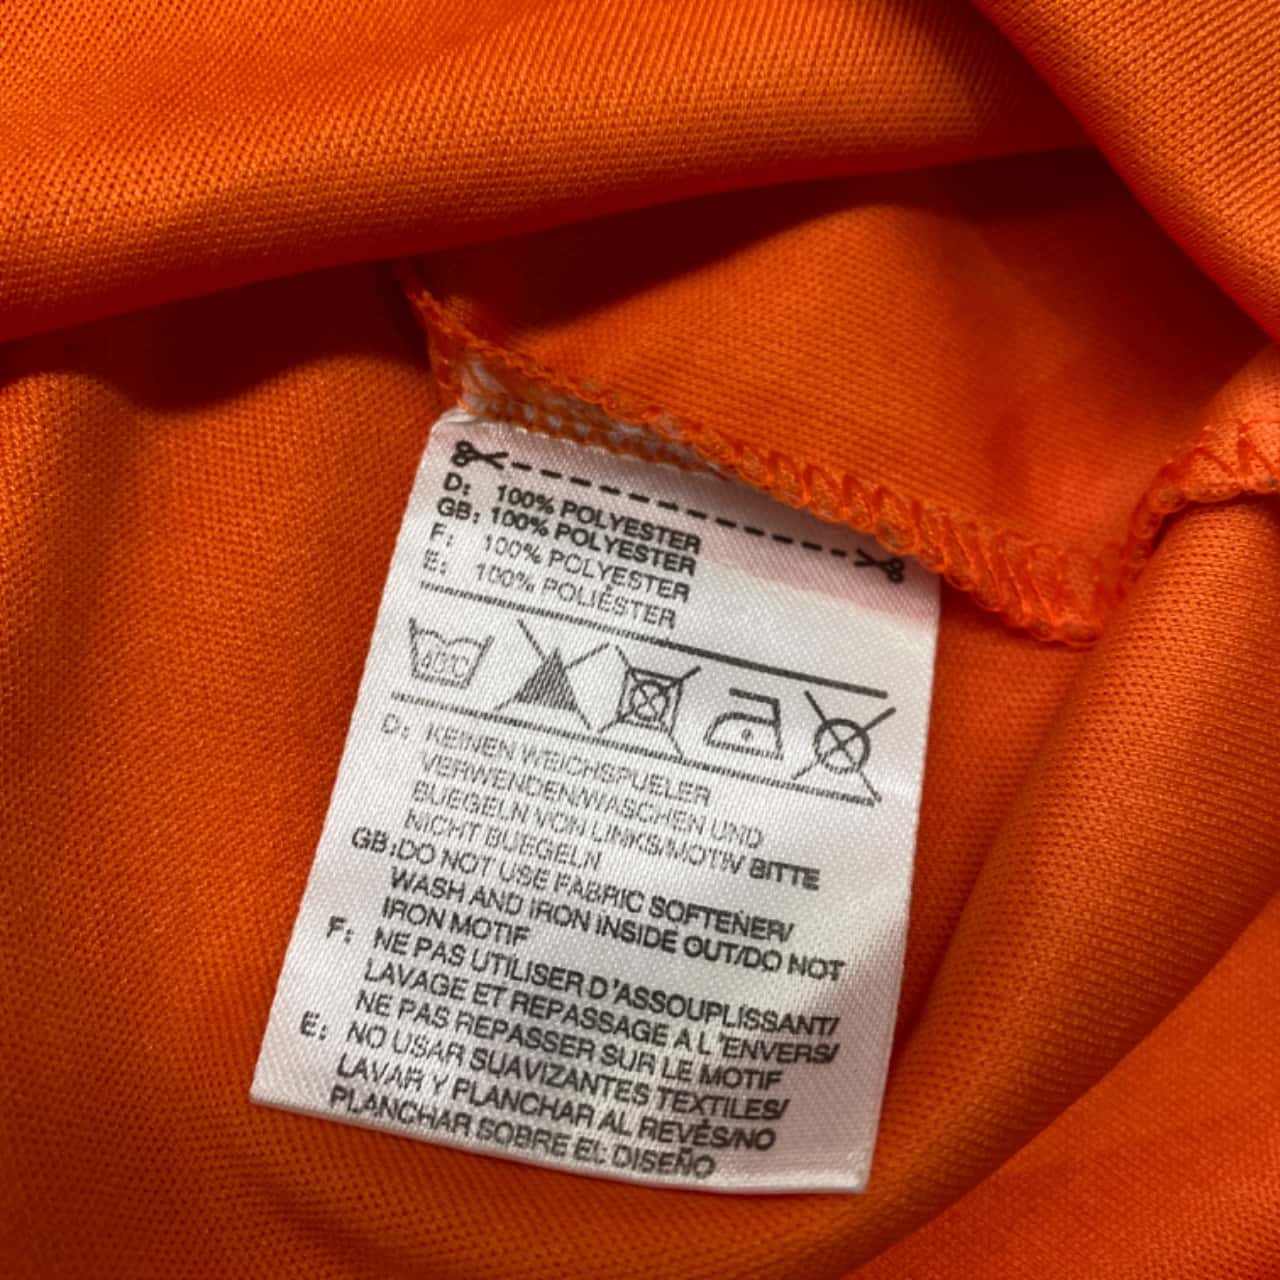 D: 100% POLYESTER
GB: 100% POLYESTER
F: 100% POLYESTER
E: 100% POLIÉSTER
40°C
D: KEINEN WEICHSPUELER
VERWENDEN/WASCHEN UND
BUEGELN VON LINKS/MOTIV BITTE
NICHT BUEGELN
GB: DO NOT USE FABRIC SOFTENER/
WASH AND IRON INSIDE OUT/DO NOT
IRON MOTIF
F: NE PAS UTILISER D'ASSOUPLISSANT/
LAVAGE ET REPASSAGE A L'ENVERS/
NE PAS REPASSER SUR LE MOTIF
E: NO USAR SUAVIZANTES TEXTILES/
LAVAR Y PLANCHAR AL REVÉS/NO
PLANCHAR SOBRE EL DISEÑO